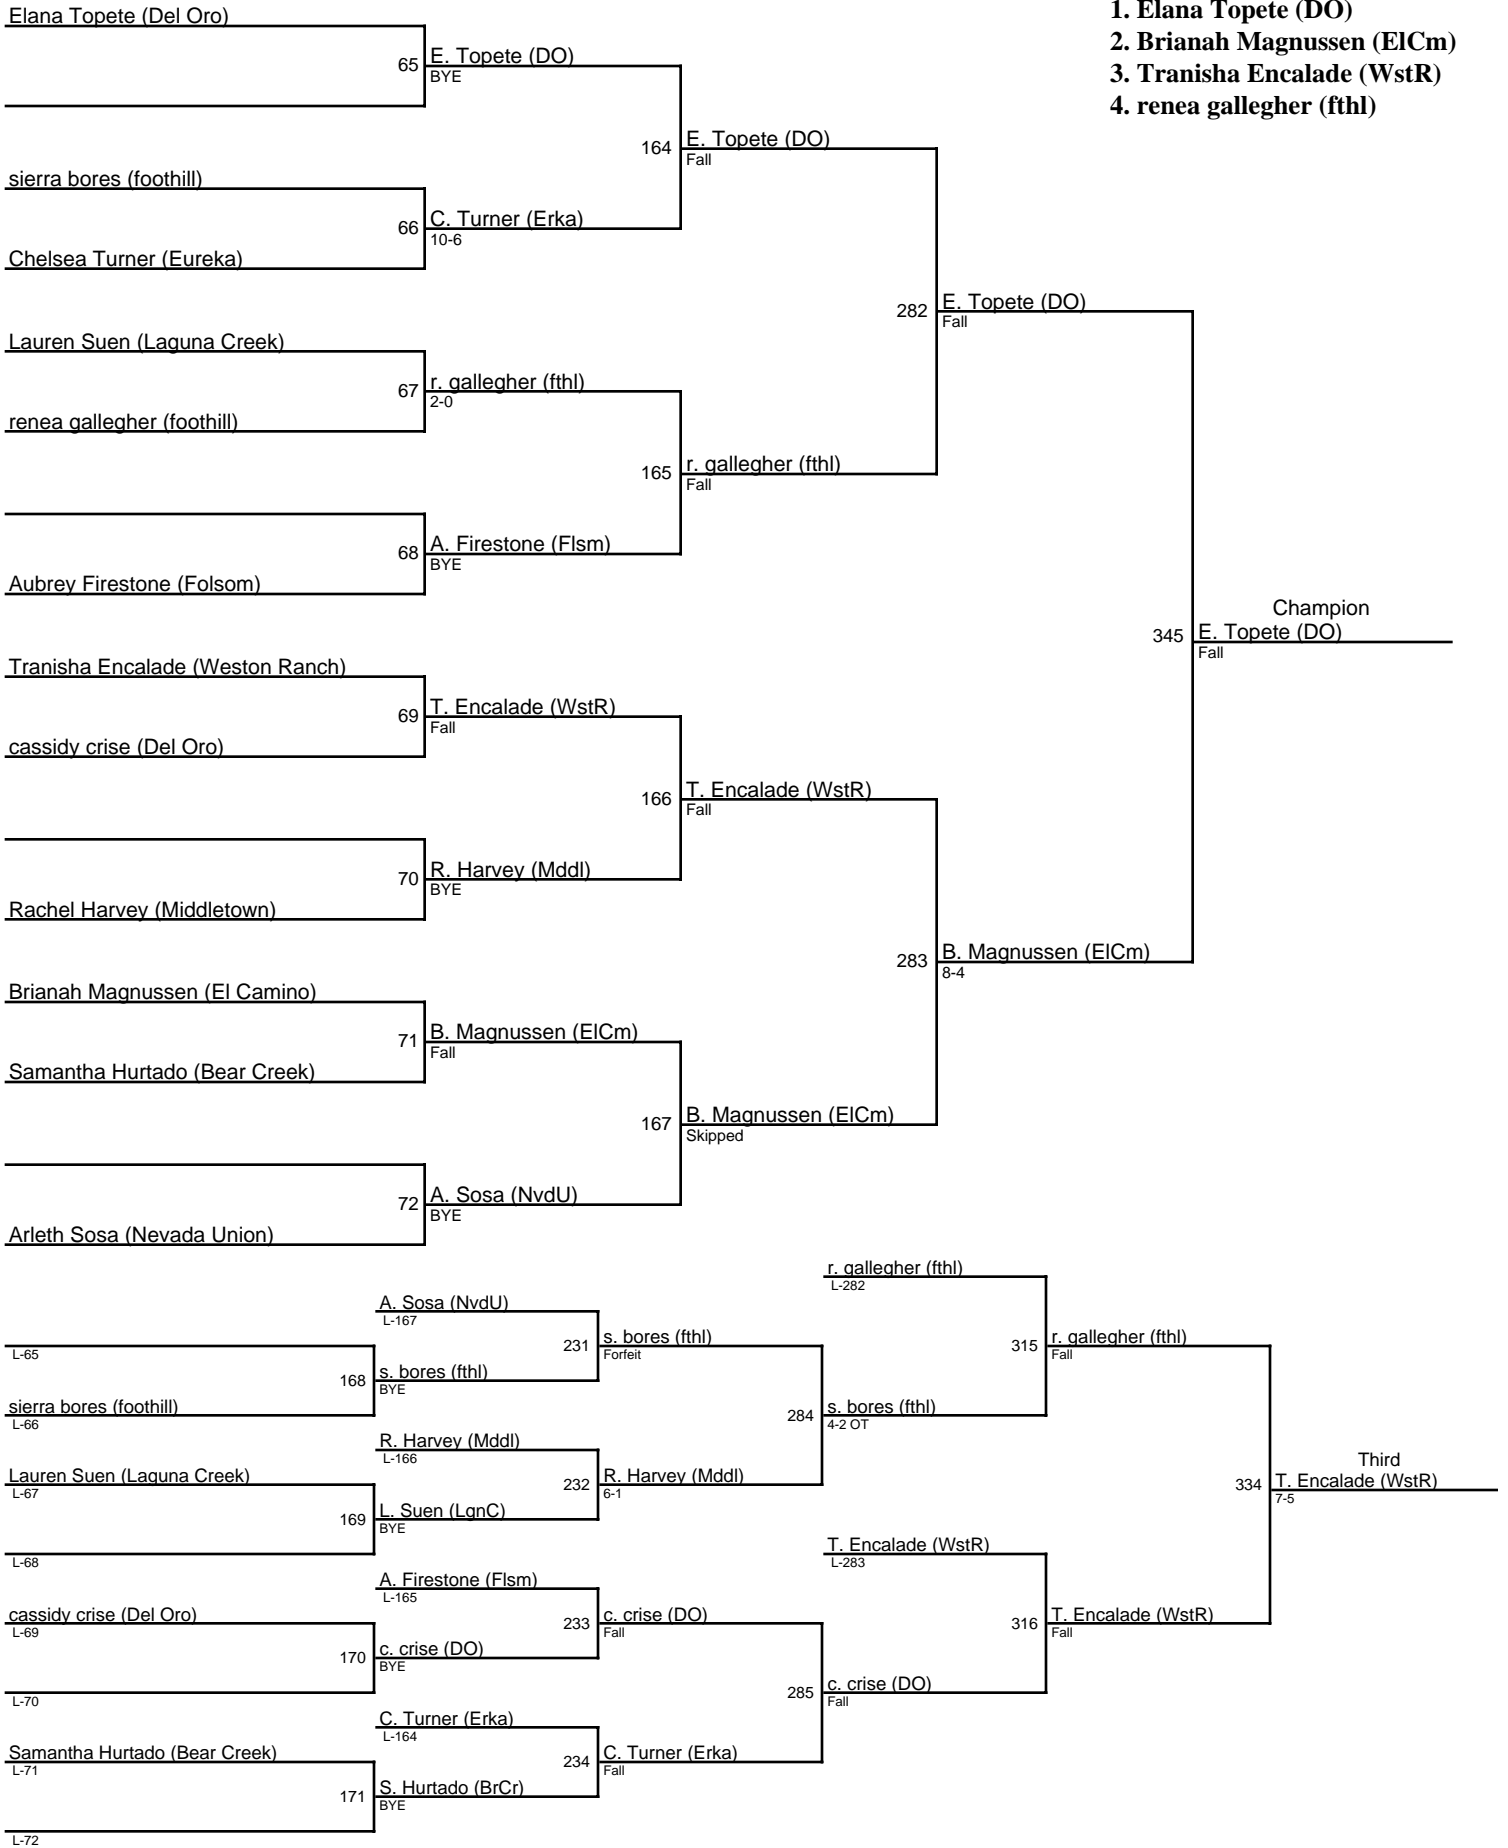 1. Elana Topete (DO)
2. Brianah Magnussen (ElCm)
3. Tranisha Encalade (WstR)
4. renea gallegher (fthl)
Elana Topete (Del Oro)
65
E. Topete (DO)
BYE
164
E. Topete (DO)
Fall
sierra bores (foothill)
66
C. Turner (Erka)
10-6
Chelsea Turner (Eureka)
282
E. Topete (DO)
Fall
Lauren Suen (Laguna Creek)
67
r. gallegher (fthl)
2-0
renea gallegher (foothill)
165
r. gallegher (fthl)
Fall
68
A. Firestone (Flsm)
BYE
Aubrey Firestone (Folsom)
Champion
345
E. Topete (DO)
Fall
Tranisha Encalade (Weston Ranch)
69
T. Encalade (WstR)
Fall
cassidy crise (Del Oro)
166
T. Encalade (WstR)
Fall
70
R. Harvey (Mddl)
BYE
Rachel Harvey (Middletown)
283
B. Magnussen (ElCm)
8-4
Brianah Magnussen (El Camino)
71
B. Magnussen (ElCm)
Fall
Samantha Hurtado (Bear Creek)
167
B. Magnussen (ElCm)
Skipped
72
A. Sosa (NvdU)
BYE
Arleth Sosa (Nevada Union)
r. gallegher (fthl)
L-282
A. Sosa (NvdU)
L-167
L-65
231
s. bores (fthl)
Forfeit
315
r. gallegher (fthl)
Fall
168
s. bores (fthl)
BYE
sierra bores (foothill)
L-66
284
s. bores (fthl)
4-2 OT
R. Harvey (Mddl)
L-166
Lauren Suen (Laguna Creek)
L-67
232
R. Harvey (Mddl)
6-1
Third
334
T. Encalade (WstR)
7-5
169
L. Suen (LgnC)
BYE
L-68
T. Encalade (WstR)
L-283
A. Firestone (Flsm)
L-165
cassidy crise (Del Oro)
L-69
233
c. crise (DO)
Fall
316
T. Encalade (WstR)
Fall
170
c. crise (DO)
BYE
L-70
285
c. crise (DO)
Fall
C. Turner (Erka)
L-164
Samantha Hurtado (Bear Creek)
L-71
234
C. Turner (Erka)
Fall
171
S. Hurtado (BrCr)
BYE
L-72